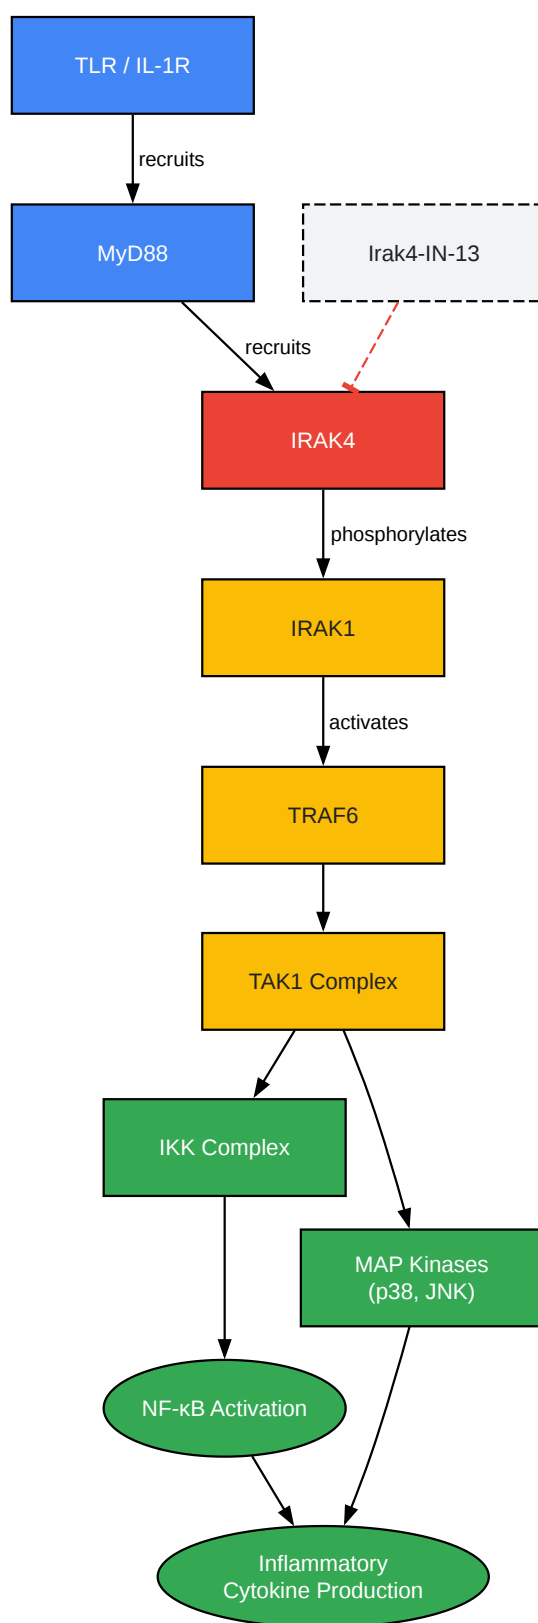 TLR / IL-1R
recruits
MyD88
Irak4-IN-13
recruits
IRAK4
phosphorylates
IRAK1
activates
TRAF6
TAK1 Complex
IKK Complex
MAP Kinases
(p38, JNK)
NF-κB Activation
Inflammatory
Cytokine Production